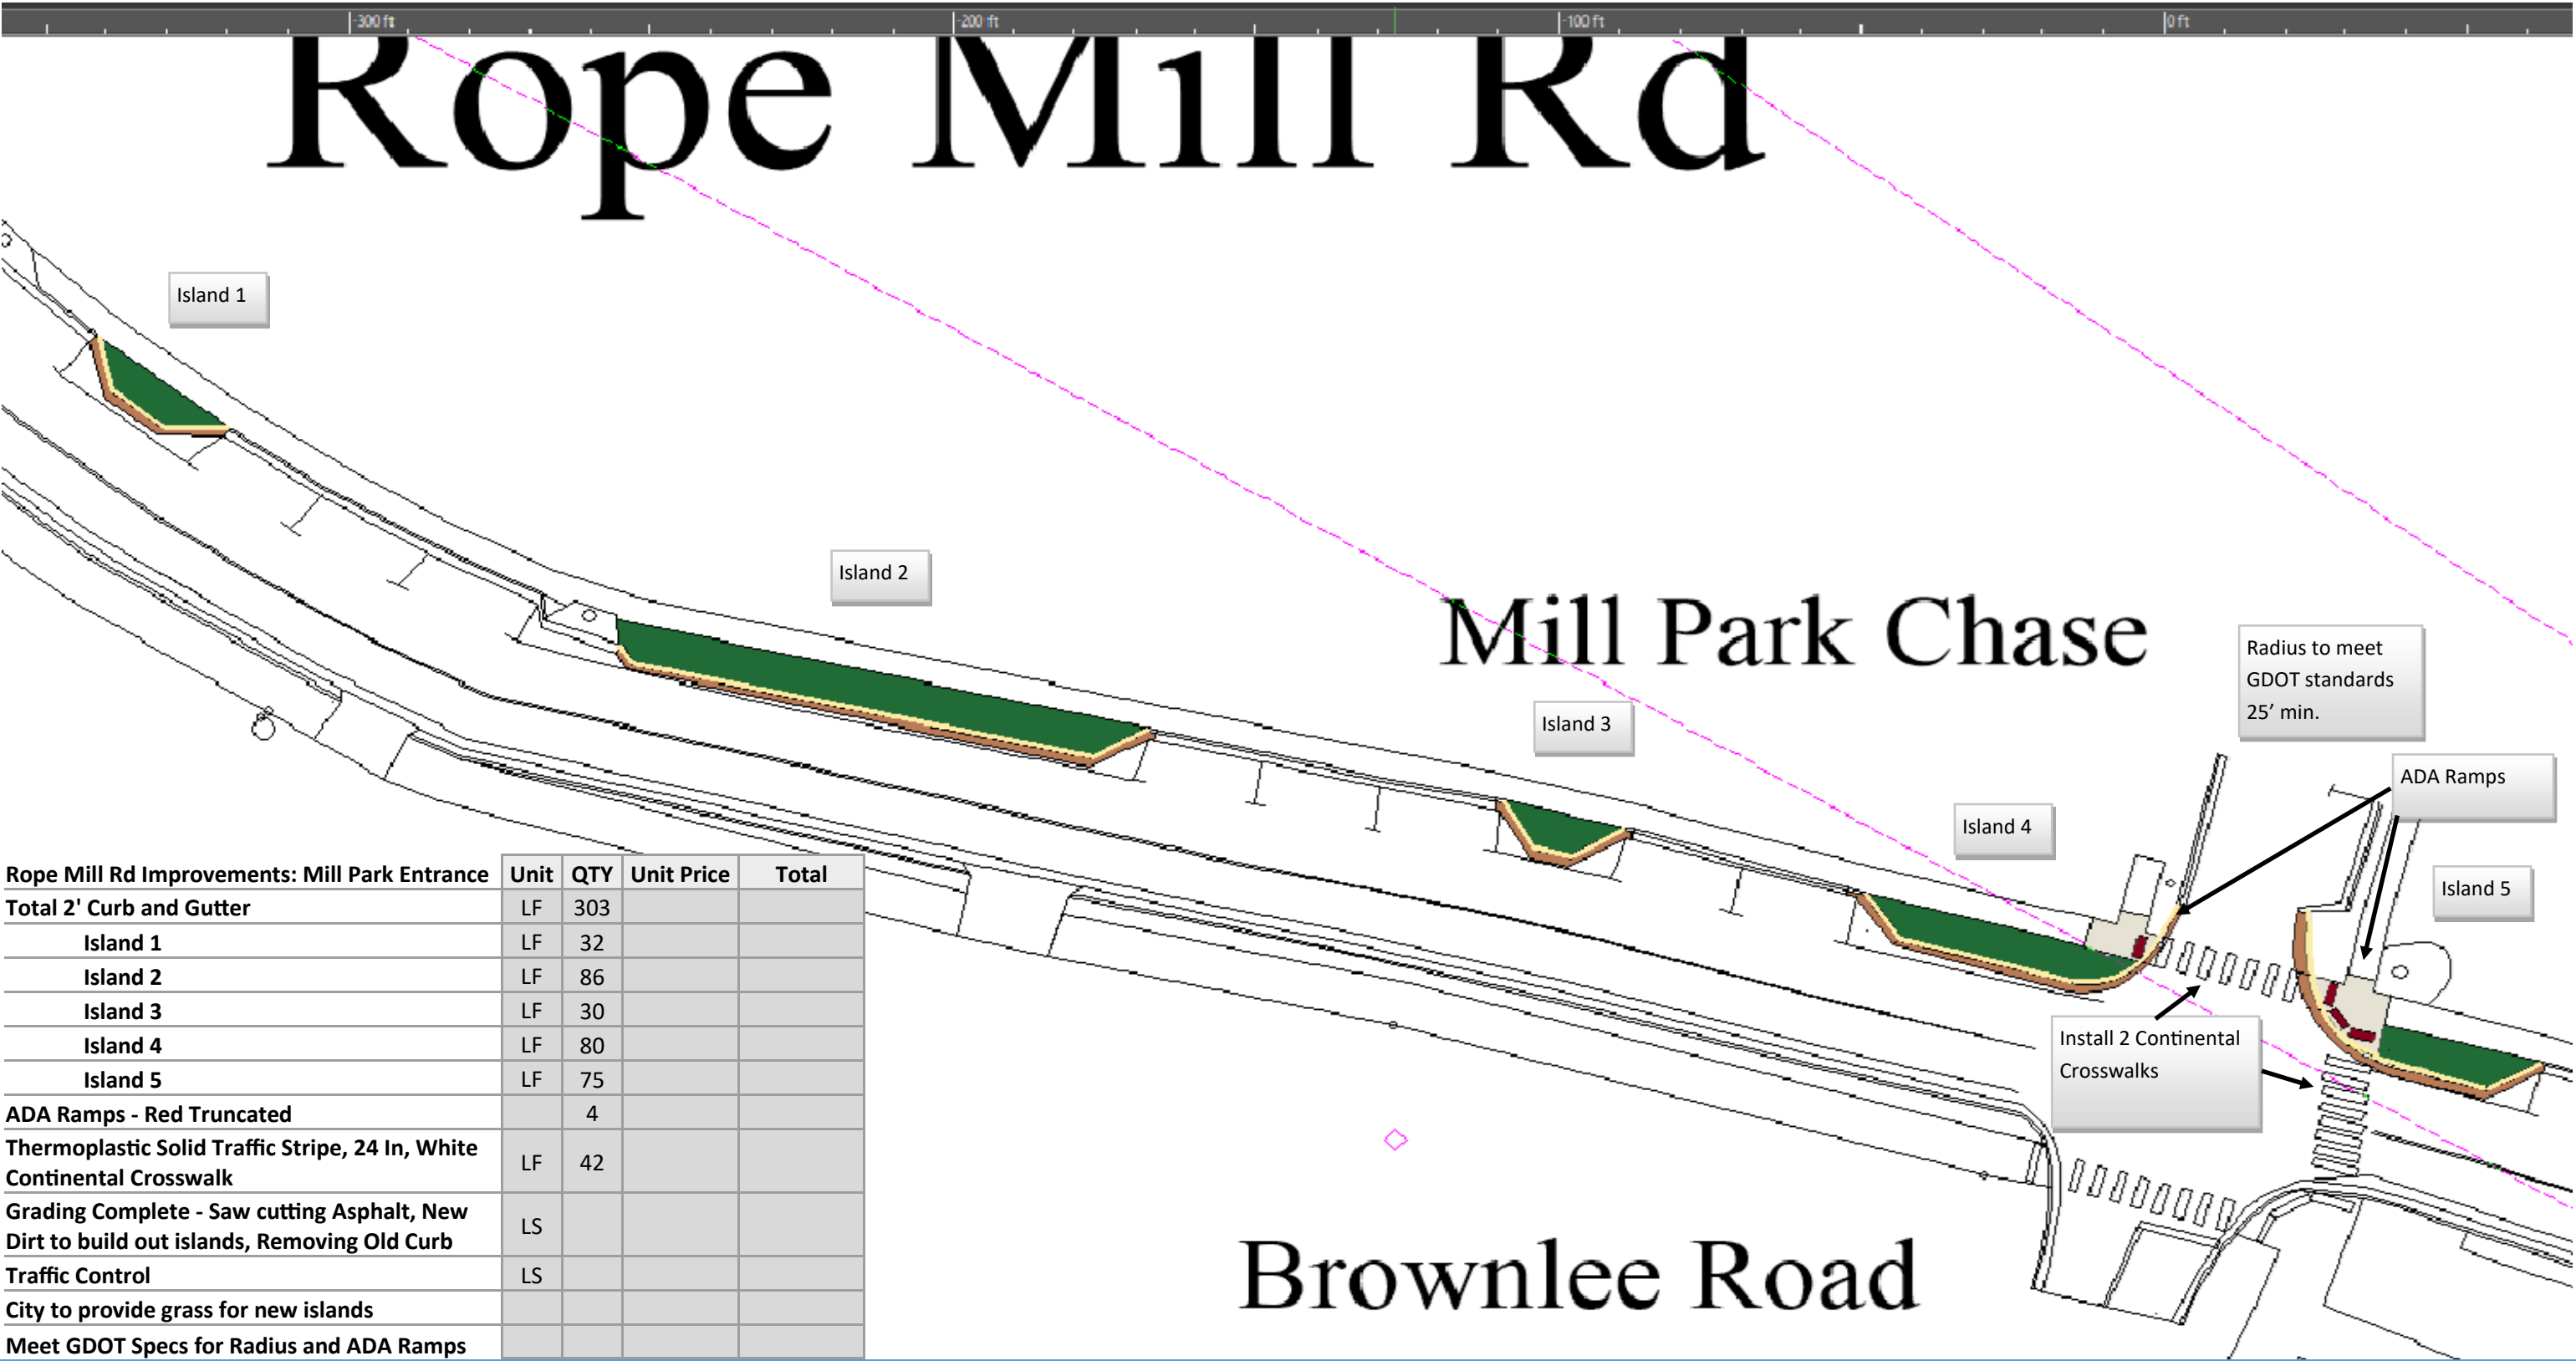 -300 ft
-200 ft
-100 ft
0 ft
Rope Mill Rd
Island 1
Island 2
Mill Park Chase
Island 3
Radius to meet
GDOT standards
25’ min.
ADA Ramps
Island 4
Island 5
Install 2 Continental
Crosswalks
Brownlee Road
Rope Mill Rd Improvements: Mill Park Entrance Unit QTY Unit Price Total
Total 2' Curb and Gutter LF 303
Island 1 LF 32
Island 2 LF 86
Island 3 LF 30
Island 4 LF 80
Island 5 LF 75
ADA Ramps - Red Truncated 4
Thermoplastic Solid Traffic Stripe, 24 In, White
Continental Crosswalk LF 42
Grading Complete - Saw cutting Asphalt, New
Dirt to build out islands, Removing Old Curb LS
Traffic Control LS
City to provide grass for new islands
Meet GDOT Specs for Radius and ADA Ramps